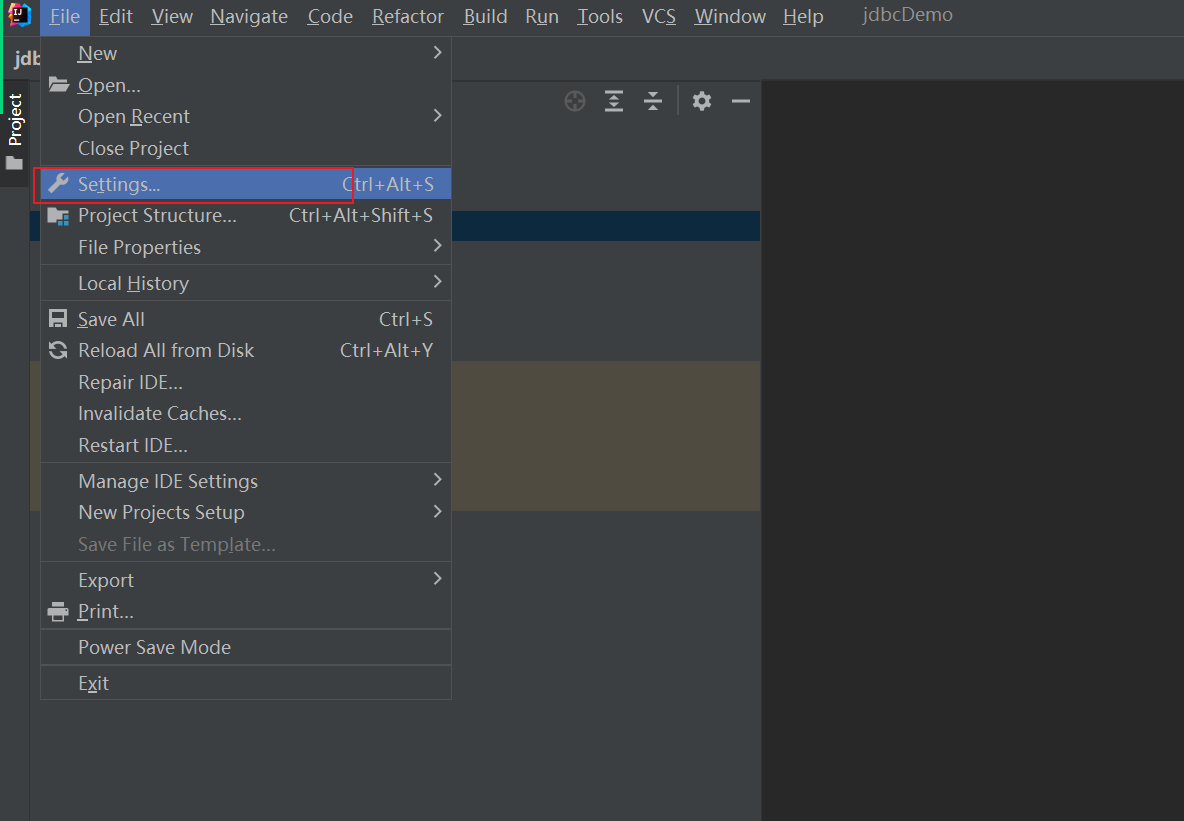 File Edit View Navigate Code Refactor Build Run Tools VCS Window Help jdbcDemo
jdb
Project
New
Open...
Open Recent
Close Project
Settings... Ctrl+Alt+S
Project Structure... Ctrl+Alt+Shift+S
File Properties
Local History
Save All Ctrl+S
Reload All from Disk Ctrl+Alt+Y
Repair IDE...
Invalidate Caches...
Restart IDE...
Manage IDE Settings
New Projects Setup
Save File as Template...
Export
Print...
Power Save Mode
Exit